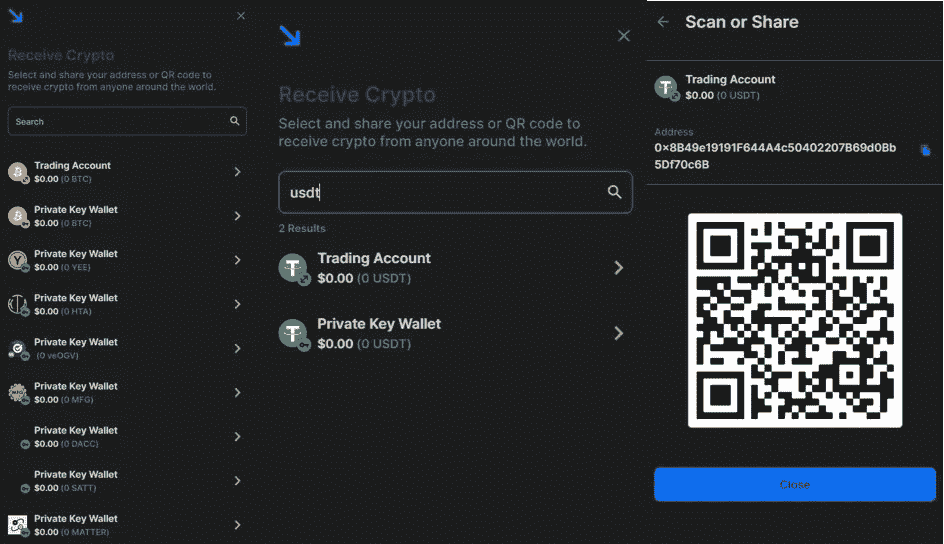 Receive Crypto
Select and share your address or QR code to
receive crypto from anyone around the world.
Search
Trading Account
$0.00 (0 BTC)
Private Key Wallet
$0.00 (0 BTC)
Private Key Wallet
$0.00 (0 YEE)
Private Key Wallet
$0.00 (0 HTA)
Private Key Wallet
(0 veOGV)
Private Key Wallet
$0.00 (0 MFG)
Private Key Wallet
$0.00 (0 DACC)
Private Key Wallet
$0.00 (0 SATT)
Private Key Wallet
$0.00 (0 MATTER)
Receive Crypto
Select and share your address or QR code to
receive crypto from anyone around the world.
usdt
2 Results
Trading Account
$0.00 (0 USDT)
Private Key Wallet
$0.00 (0 USDT)
Scan or Share
Trading Account
$0.00 (0 USDT)
Address
0x8B49e19191F644A4c50402207B69d0Bb
5Df70c6B
Close